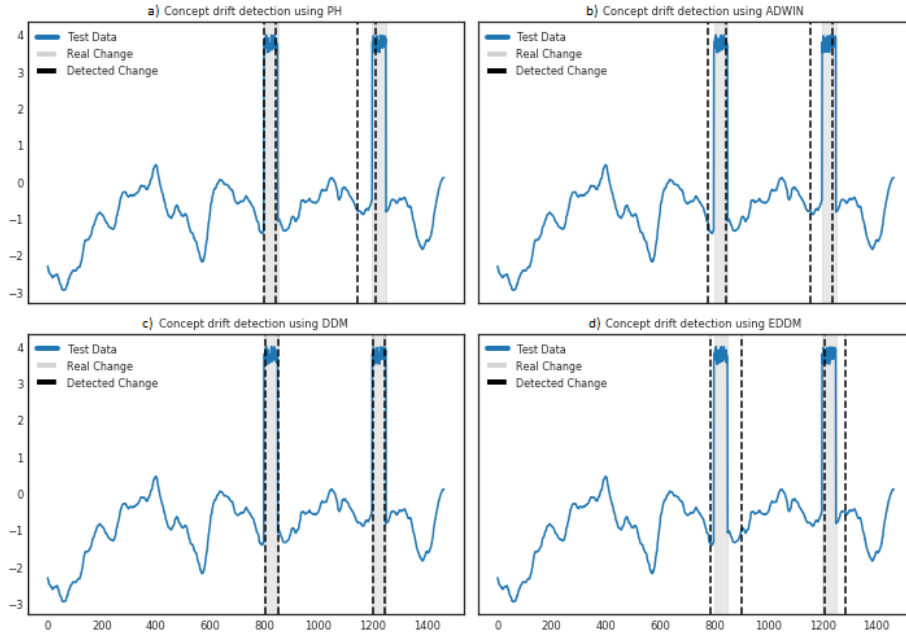 a) Concept drift detection using PH
4
3
2
1
0
−1
−2
−3
Test Data
Real Change
Detected Change
b) Concept drift detection using ADWIN
Test Data
Real Change
Detected Change
c) Concept drift detection using DDM
4
3
2
1
0
−1
−2
−3
Test Data
Real Change
Detected Change
0 200 400 600 800 1000 1200 1400
d) Concept drift detection using EDDM
Test Data
Real Change
Detected Change
0 200 400 600 800 1000 1200 1400